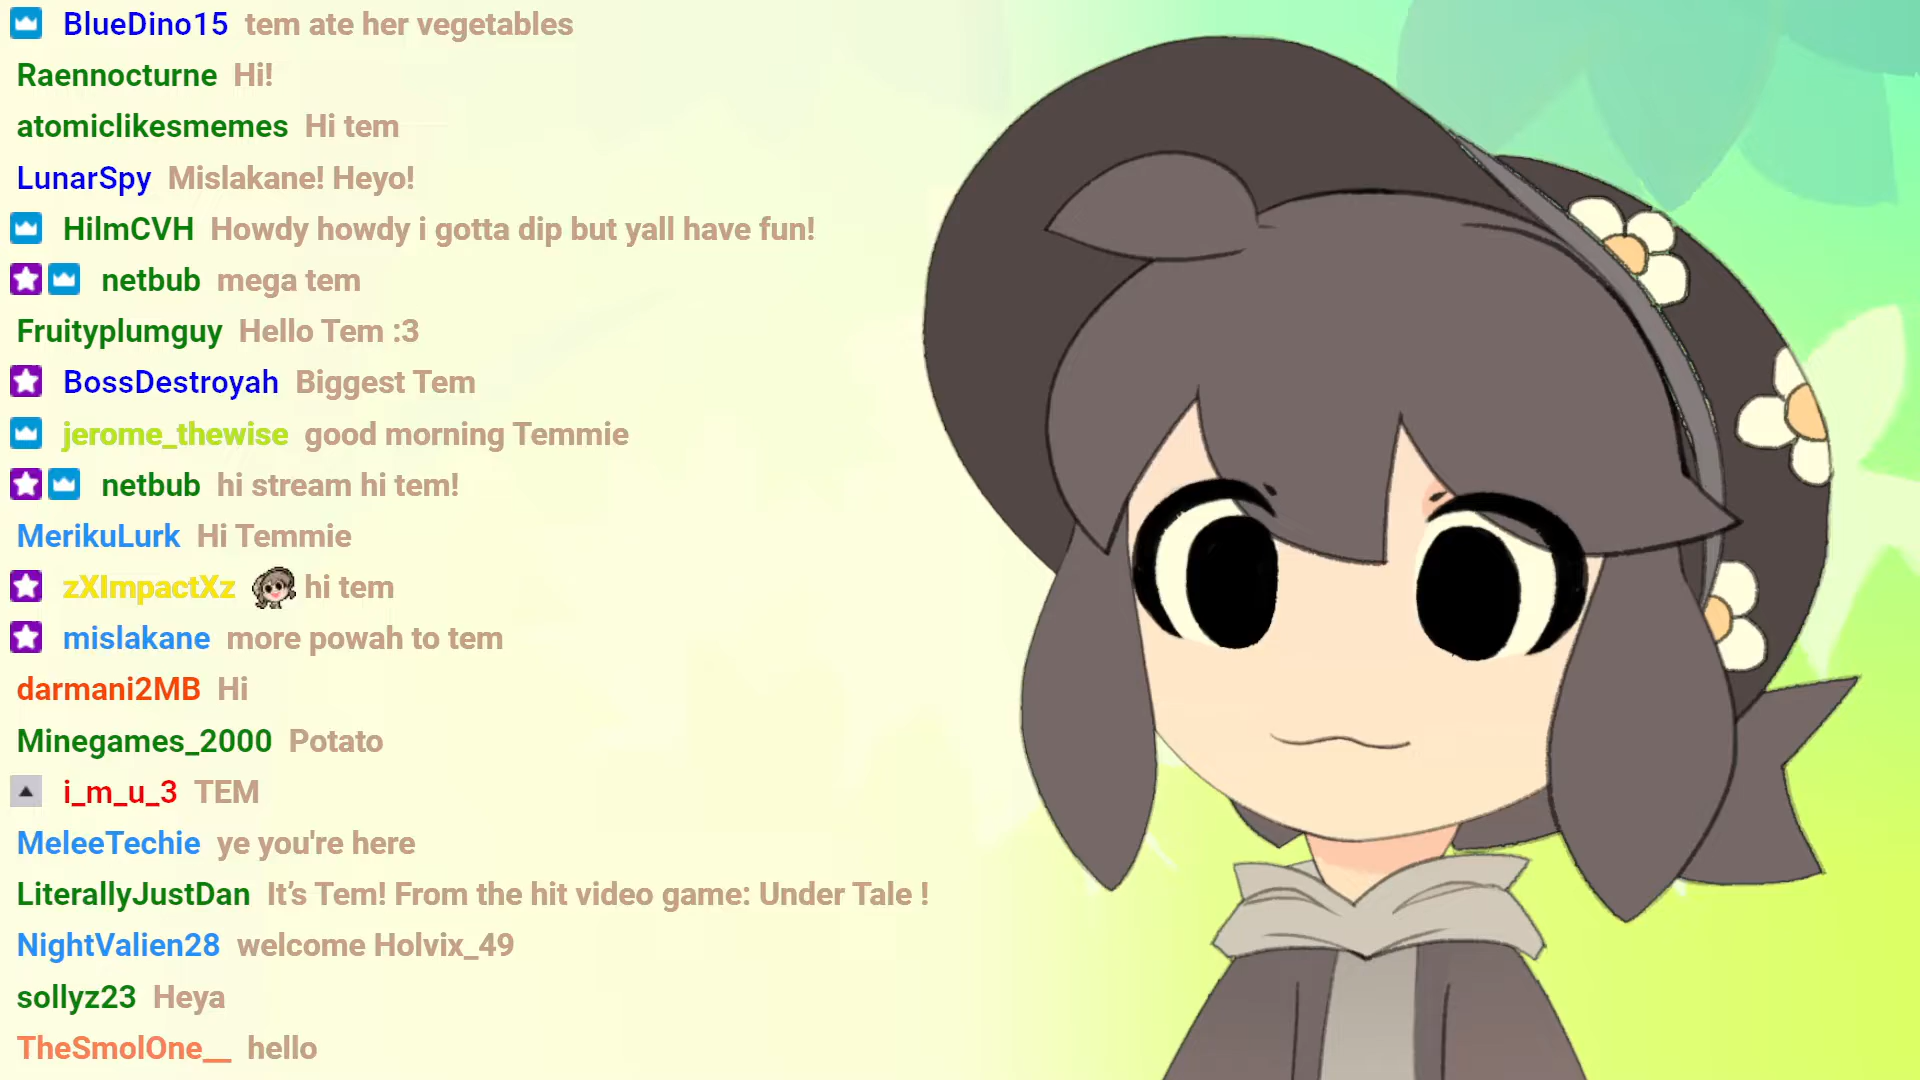 BlueDino15 tem ate her vegetables
Raennocturne Hi!
atomiclikesmemes Hi tem
LunarSpy Mislakane! Heyo!
HilmCVH Howdy howdy i gotta dip but yall have fun!
netbub mega tem
Fruityplumguy Hello Tem :3
BossDestroyah Biggest Tem
jerome_thewise good morning Temmie
netbub hi stream hi tem!
MerikuLurk Hi Temmie
zXImpactXz hi tem
mislakane more powah to tem
darmani2MB Hi
Minegames_2000 Potato
i_m_u_3 TEM
MeleeTechie ye you're here
LiterallyJustDan It’s Tem! From the hit video game: Under Tale !
NightValien28 welcome Holvix_49
sollyz23 Heya
TheSmolOne__ hello